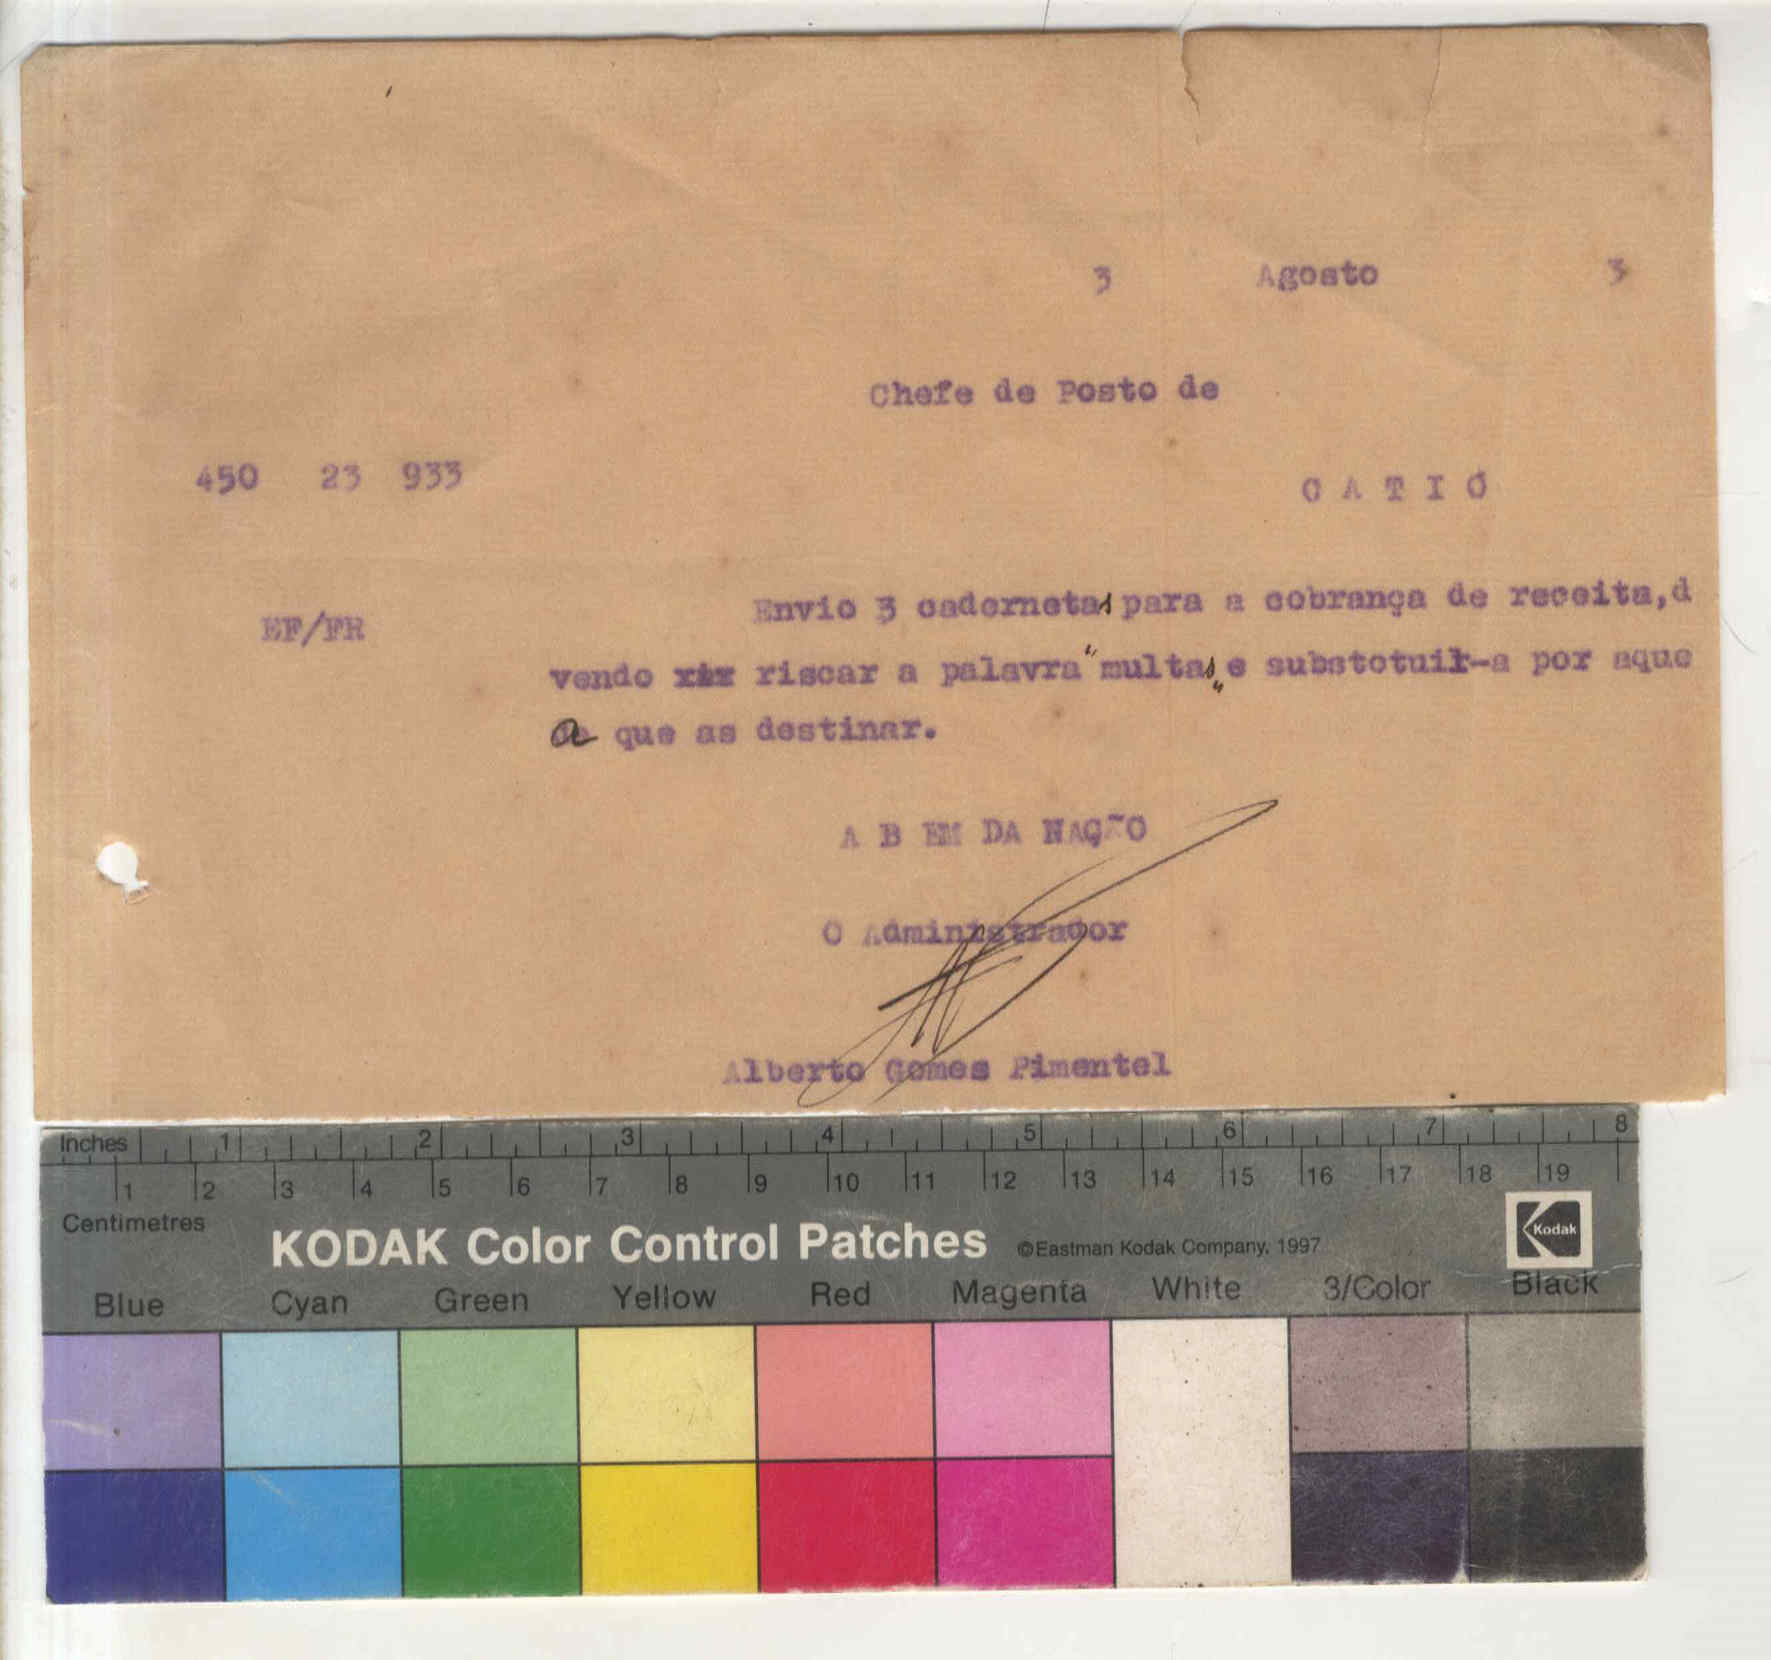 3 Agosto 3
Chefe de Posto de
450 23 933
C A T I Ó
EF/FR
Envio 3 cadernetas para a cobrança de receita,d
vendo xix riscar a palavra "multas" e substotuir-a por aque
a que as destinar.
A B EM DA NAÇÃO
O Administrador
Alberto Gomes Pimentel
Inches 1 2 3 4 5 6 7 8
1 2 3 4 5 6 7 8 9 10 11 12 13 14 15 16 17 18 19
Centimetres
KODAK Color Control Patches ©Eastman Kodak Company, 1997 Kodak
Blue Cyan Green Yellow Red Magenta White 3/Color Black